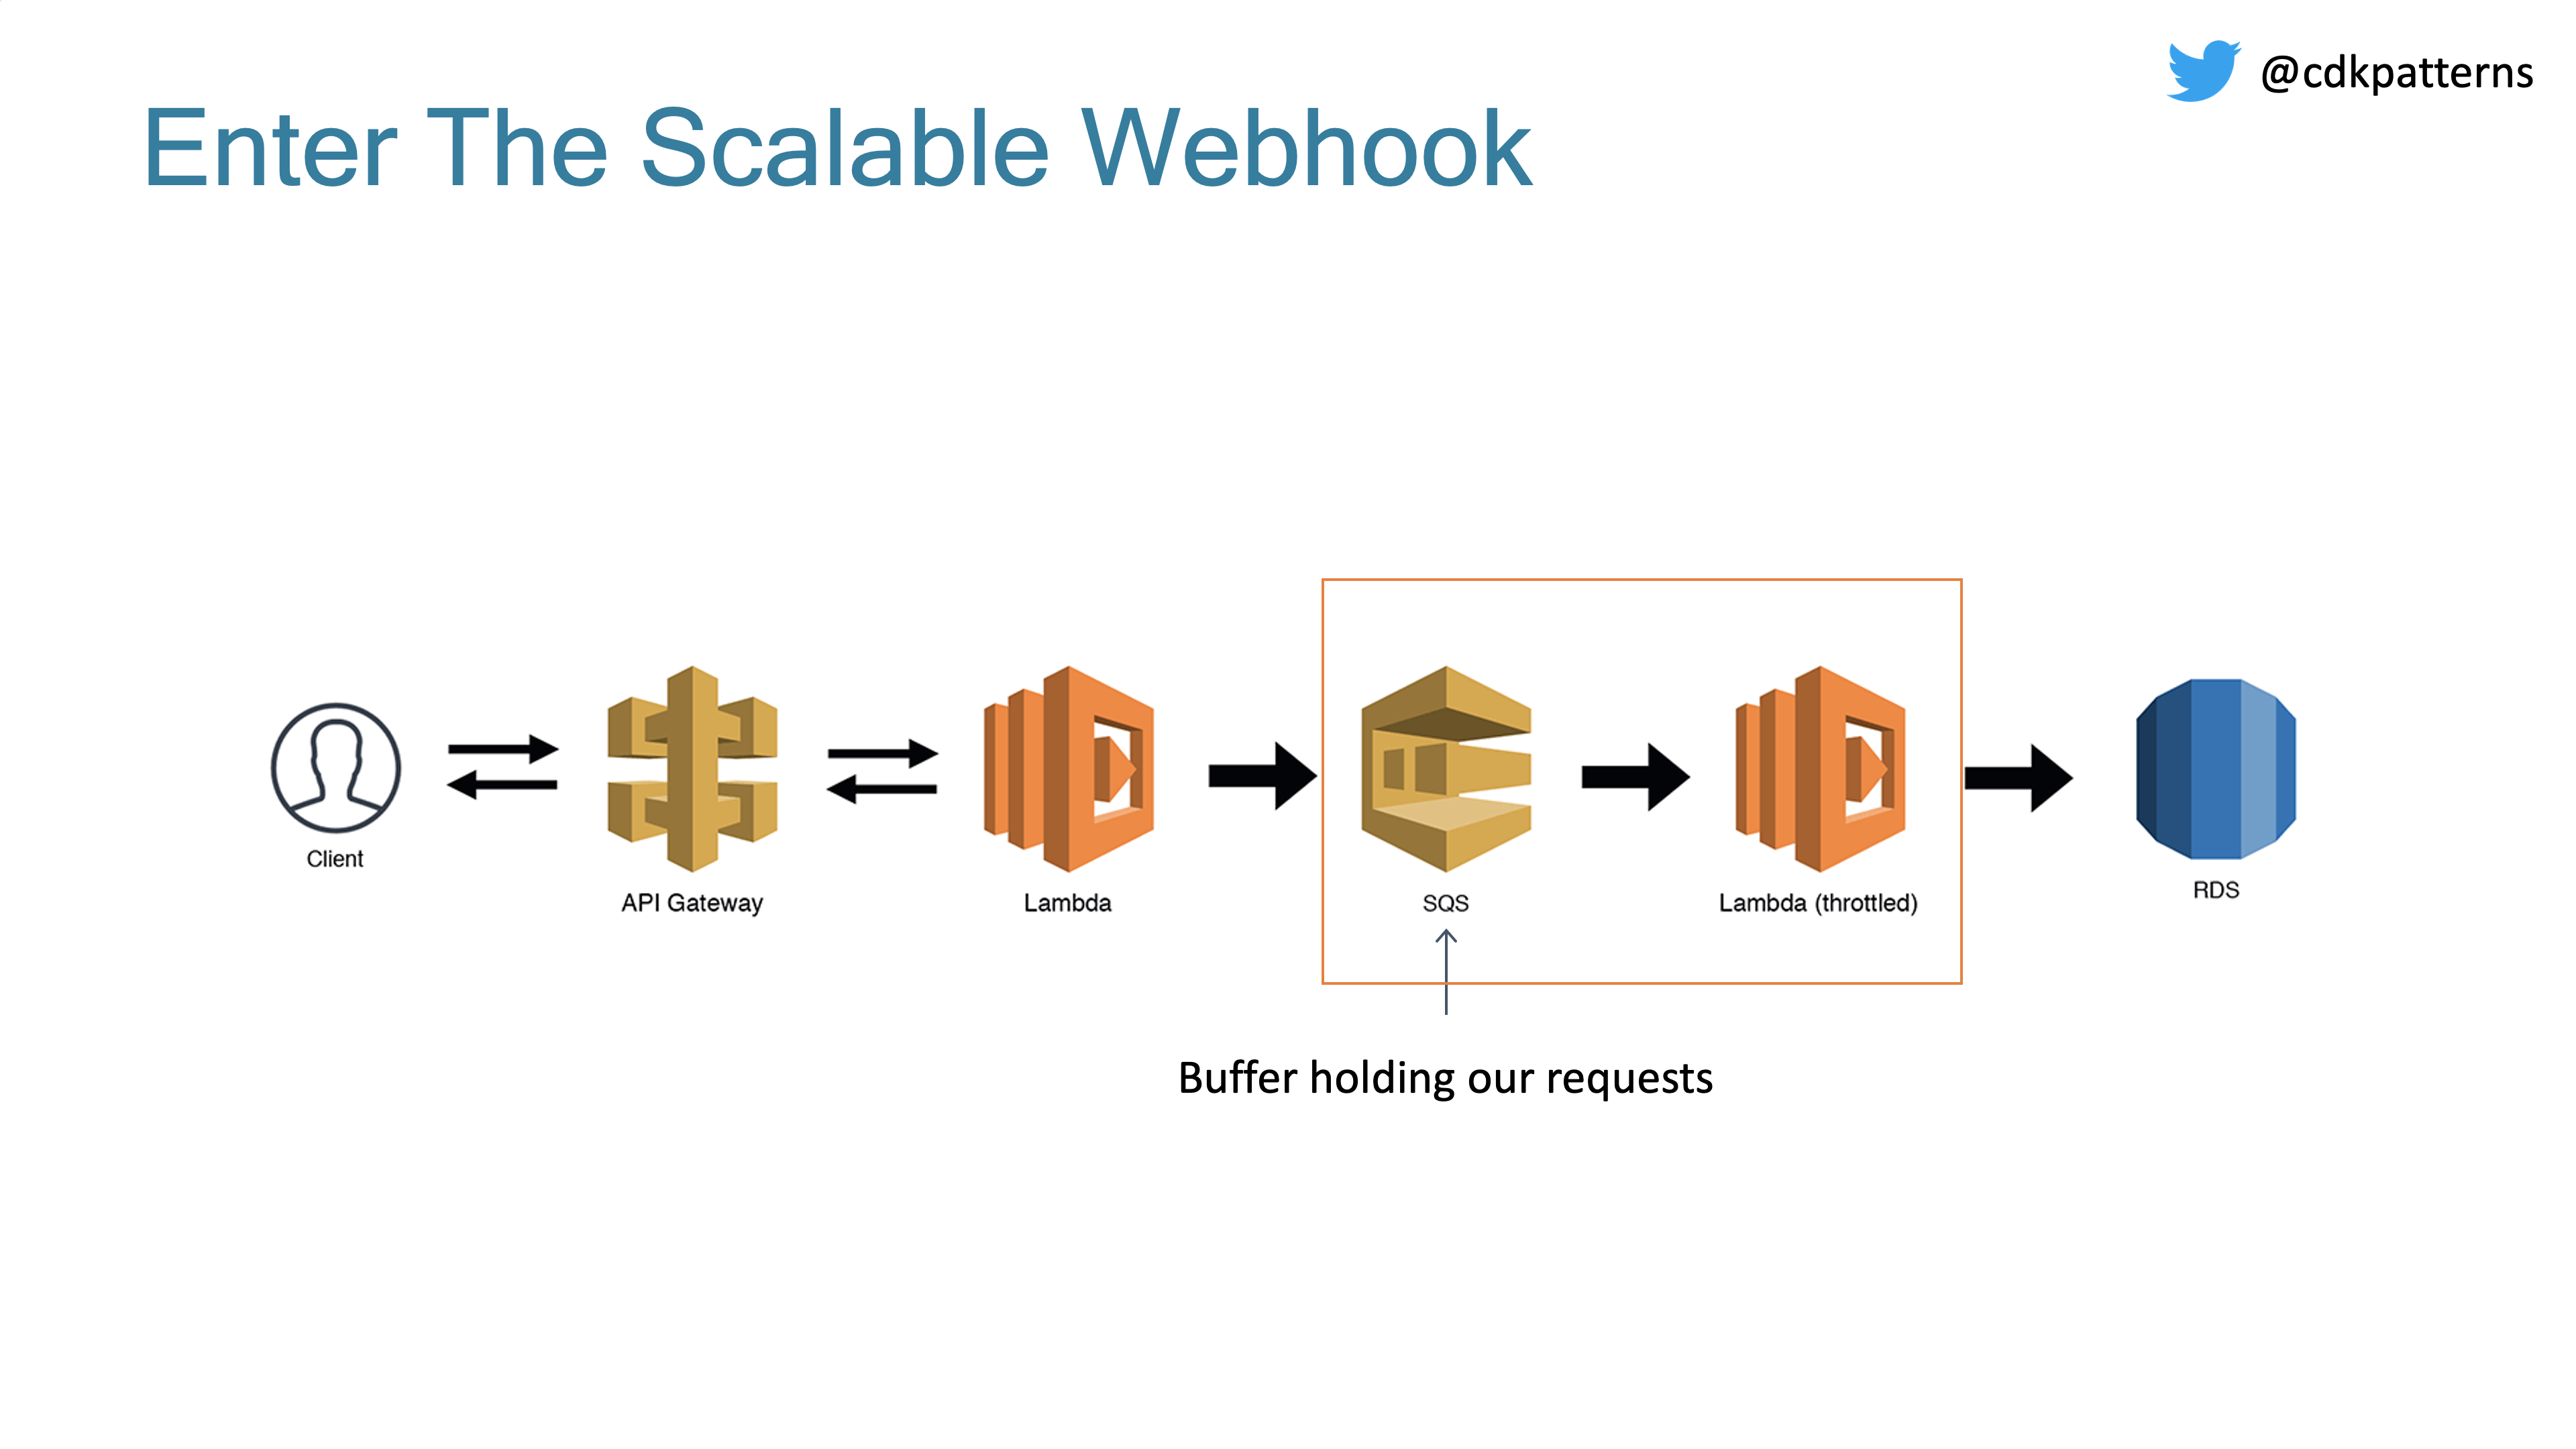 @cdkpatterns
Enter The Scalable Webhook
Client
API Gateway
Lambda
SQS
Lambda (throttled)
RDS
Buffer holding our requests